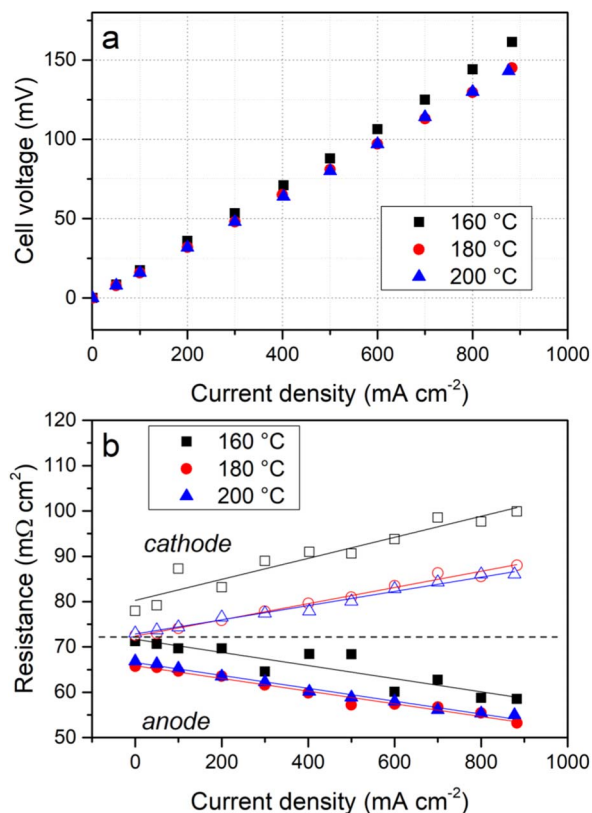 a
150
100
50
0
Cell voltage (mV)
160 °C
180 °C
200 °C
0 200 400 600 800 1000
Current density (mA cm⁻²)
b
120
110
100
90
80
70
60
50
Resistance (mΩ cm²)
160 °C
180 °C
200 °C
cathode
anode
0 200 400 600 800 1000
Current density (mA cm⁻²)